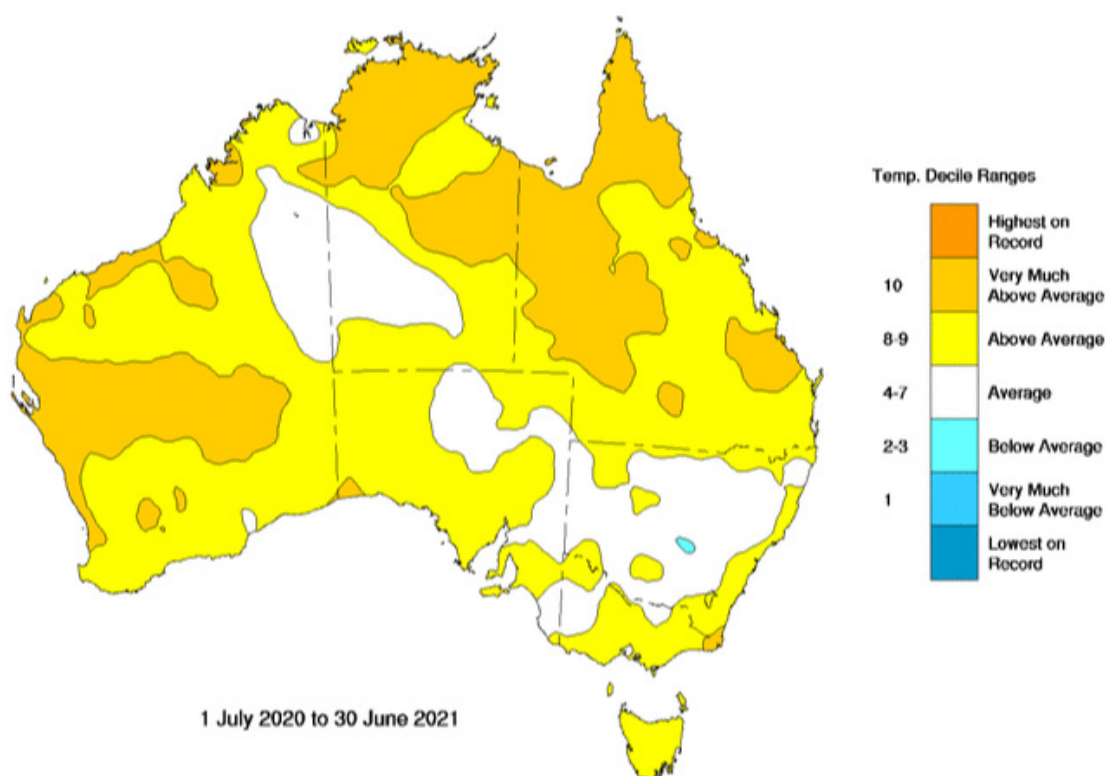 Temp. Decile Ranges
Highest on
Record
10
Very Much
Above Average
8-9
Above Average
4-7
Average
2-3
Below Average
1
Very Much
Below Average
Lowest on
Record
1 July 2020 to 30 June 2021